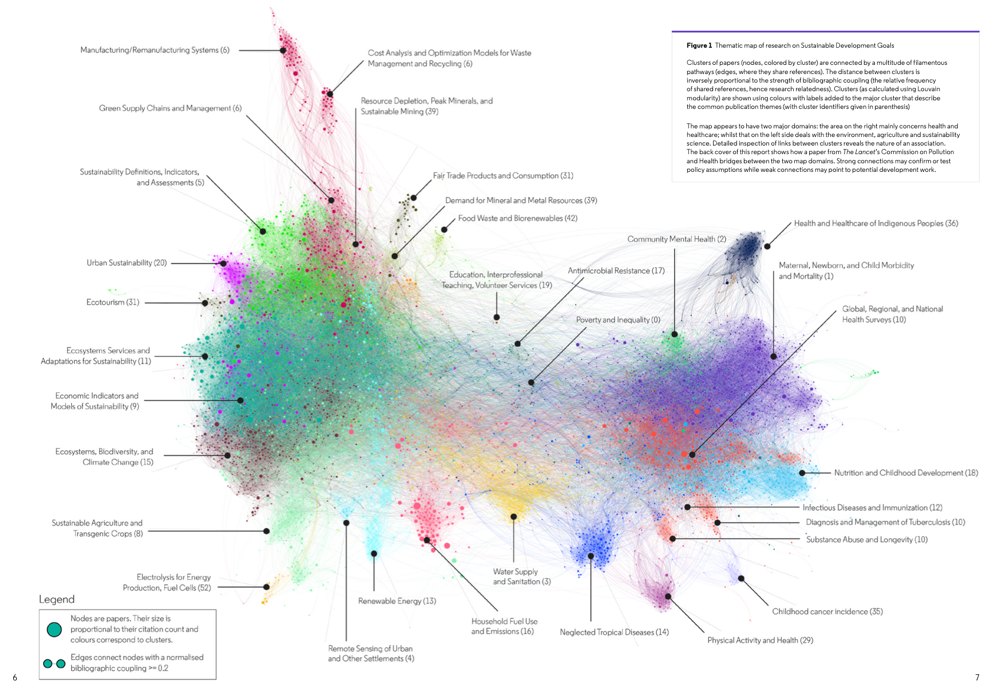 Manufacturing/Remanufacturing Systems (6)
Cost Analysis and Optimization Models for Waste
Management and Recycling (6)
Green Supply Chains and Management (6)
Resource Depletion, Peak Minerals, and
Sustainable Mining (39)
Sustainability Definitions, Indicators,
and Assessments (5)
Fair Trade Products and Consumption (31)
Demand for Mineral and Metal Resources (39)
Food Waste and Biorenewables (42)
Urban Sustainability (20)
Education, Interprofessional
Teaching, Volunteer Services (19)
Antimicrobial Resistance (17)
Community Mental Health (2)
Health and Healthcare of Indigenous Peoples (36)
Maternal, Newborn, and Child Morbidity
and Mortality (1)
Ecotourism (31)
Poverty and Inequality (0)
Global, Regional, and National
Health Surveys (10)
Ecosystems Services and
Adaptations for Sustainability (11)
Economic Indicators and
Models of Sustainability (9)
Ecosystems, Biodiversity, and
Climate Change (15)
Nutrition and Childhood Development (18)
Infectious Diseases and Immunization (12)
Diagnosis and Management of Tuberculosis (10)
Substance Abuse and Longevity (10)
Sustainable Agriculture and
Transgenic Crops (8)
Electrolysis for Energy
Production, Fuel Cells (52)
Renewable Energy (13)
Water Supply
and Sanitation (3)
Household Fuel Use
and Emissions (16)
Neglected Tropical Diseases (14)
Childhood cancer incidence (35)
Physical Activity and Health (29)
Remote Sensing of Urban
and Other Settlements (4)
Figure 1 Thematic map of research on Sustainable Development Goals
Clusters of papers (nodes, colored by cluster) are connected by a multitude of filamentous
pathways (edges, where they share references). The distance between clusters is
inversely proportional to the strength of bibliographic coupling (the relative frequency
of shared references, hence research relatedness). Clusters (as calculated using Louvain
modularity) are shown using colours with labels added to the major cluster that describe
the common publication themes (with cluster identifiers given in parenthesis)
The map appears to have two major domains: the area on the right mainly concerns health and
healthcare; whilst that on the left side deals with the environment, agriculture and sustainability
science. Detailed inspection of links between clusters reveals the nature of an association.
The back cover of this report shows how a paper from The Lancet's Commission on Pollution
and Health bridges between the two map domains. Strong connections may confirm or test
policy assumptions while weak connections may point to potential development work.
Legend
Nodes are papers. Their size is
proportional to their citation count and
colours correspond to clusters.
Edges connect nodes with a normalised
bibliographic coupling >= 0.2
6
7